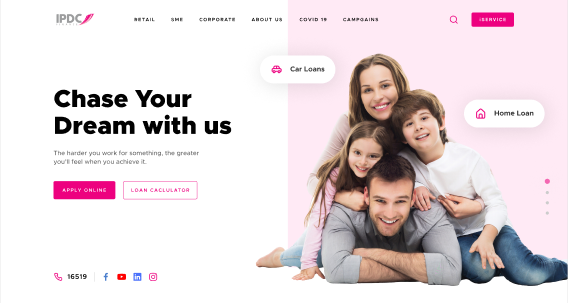 IPDC
RETAIL SME CORPORATE ABOUT US COVID 19 CAMPGAINS iSERVICE
Car Loans
Home Loan
Chase Your
Dream with us
The harder you work for something, the greater
you'll feel when you achieve it.
APPLY ONLINE LOAN CACLULATOR
16519